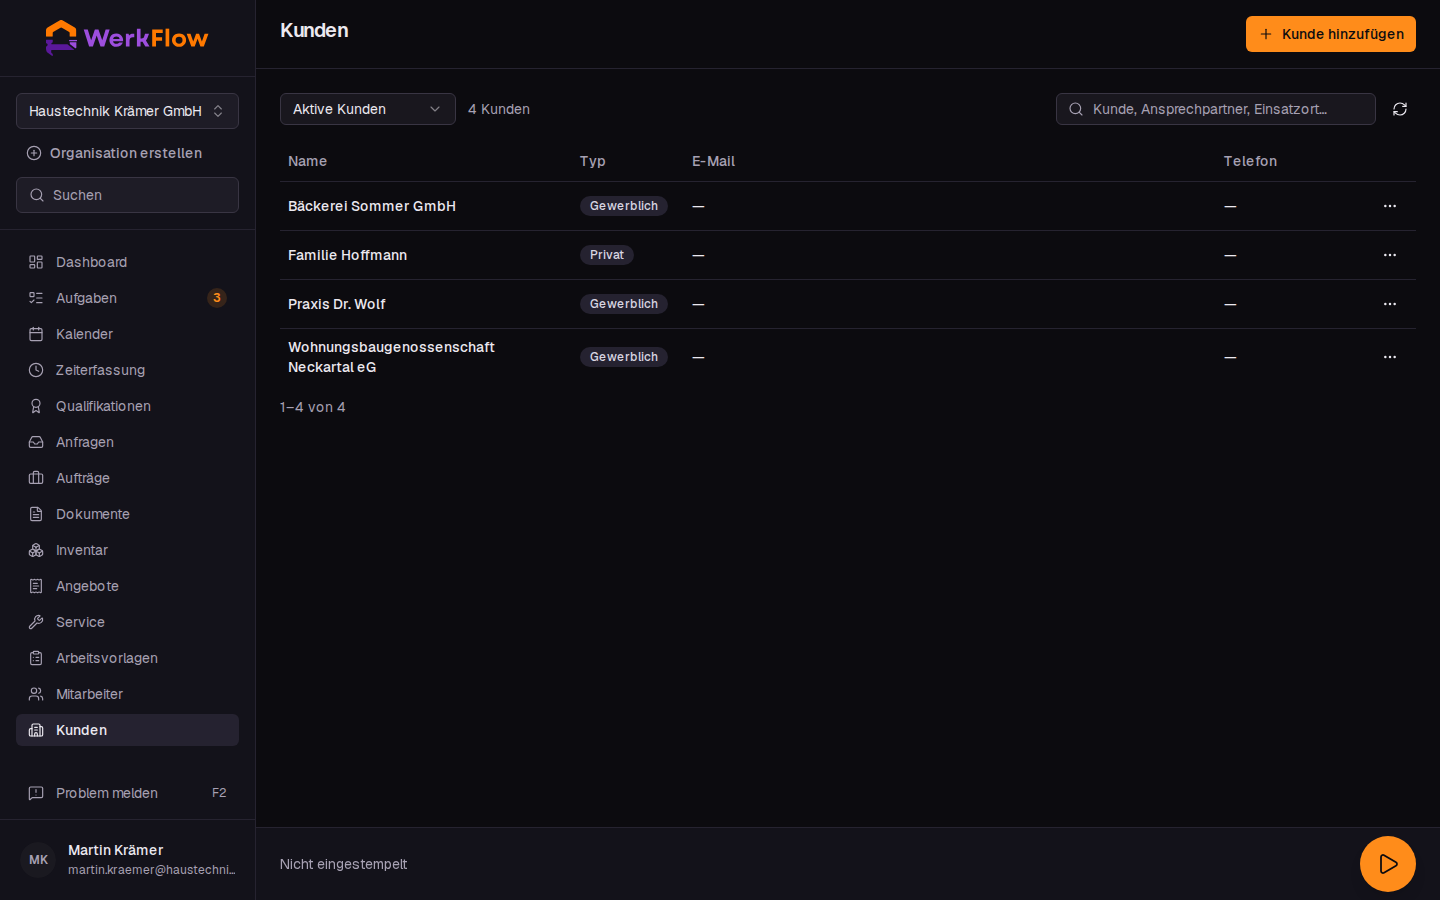 WerkFlow
Haustechnik Krämer GmbH
Organisation erstellen
Suchen
Dashboard
Aufgaben 3
Kalender
Zeiterfassung
Qualifikationen
Anfragen
Aufträge
Dokumente
Inventar
Angebote
Service
Arbeitsvorlagen
Mitarbeiter
Kunden
Problem melden F2
MK
Martin Krämer
martin.kraemer@haustechni…
Kunden
Kunde hinzufügen
Aktive Kunden
4 Kunden
Kunde, Ansprechpartner, Einsatzort…
Name Typ E-Mail Telefon
Bäckerei Sommer GmbH Gewerblich — —
Familie Hoffmann Privat — —
Praxis Dr. Wolf Gewerblich — —
Wohnungsbaugenossenschaft
Neckartal eG Gewerblich — —
1–4 von 4
Nicht eingestempelt